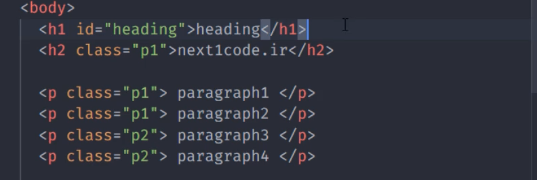 <body>
<h1 id="heading">heading</h1>
<h2 class="p1">next1code.ir</h2>
<p class="p1"> paragraph1 </p>
<p class="p1"> paragraph2 </p>
<p class="p2"> paragraph3 </p>
<p class="p2"> paragraph4 </p>